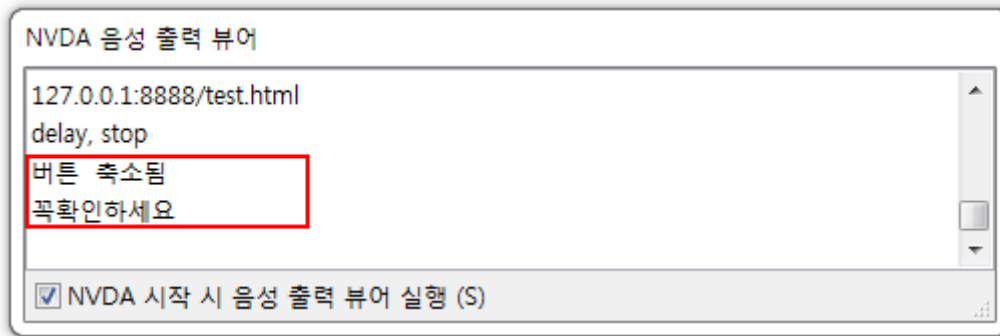 NVDA 음성 출력 뷰어
127.0.0.1:8888/test.html
delay, stop
버튼  축소됨
꼭확인하세요
NVDA 시작 시 음성 출력 뷰어 실행 (S)